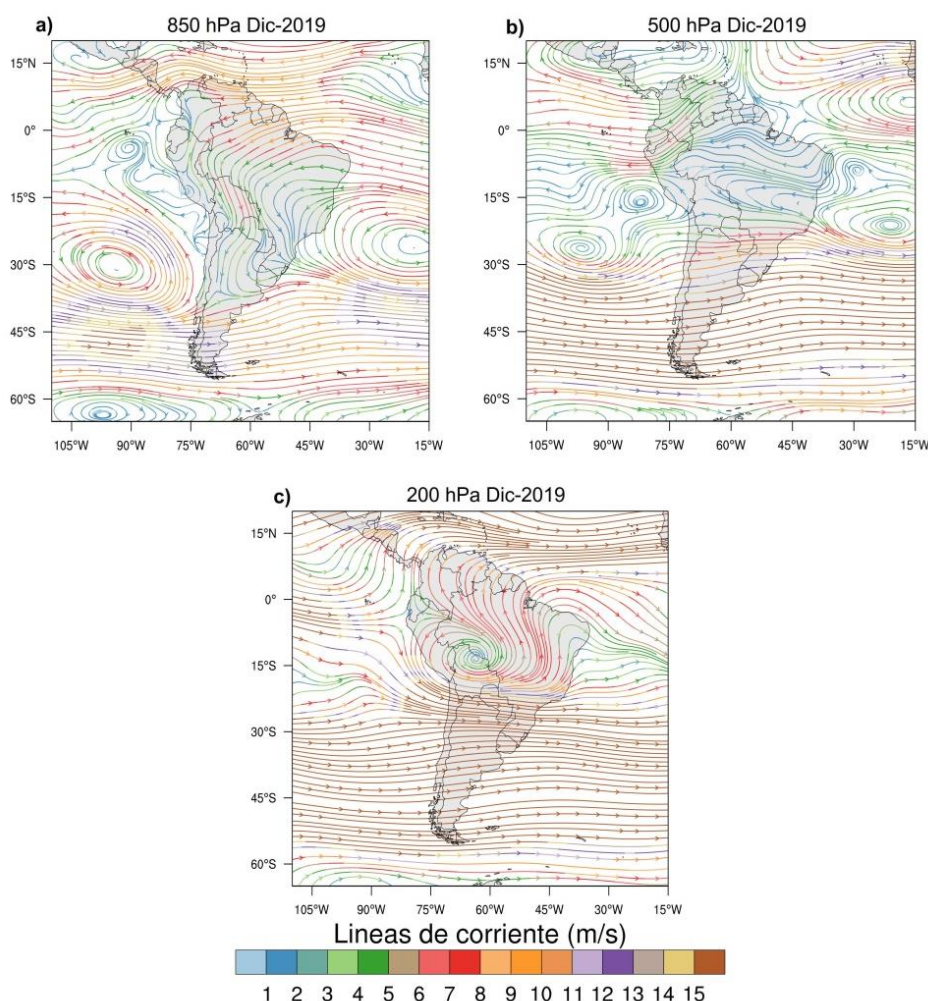 a) 850 hPa Dic-2019
15°N
0°
15°S
30°S
45°S
60°S
105°W 90°W 75°W 60°W 45°W 30°W 15°W
b) 500 hPa Dic-2019
15°N
0°
15°S
30°S
45°S
60°S
105°W 90°W 75°W 60°W 45°W 30°W 15°W
c) 200 hPa Dic-2019
15°N
0°
15°S
30°S
45°S
60°S
105°W 90°W 75°W 60°W 45°W 30°W 15°W
Lineas de corriente (m/s)
1 2 3 4 5 6 7 8 9 10 11 12 13 14 15